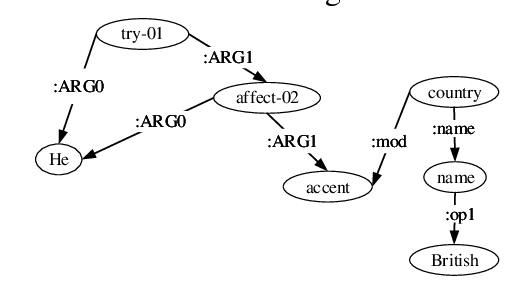 try-01
:ARG0
:ARG1
affect-02
country
:ARG0
:ARG1
:mod
:name
He
accent
name
:op1
British